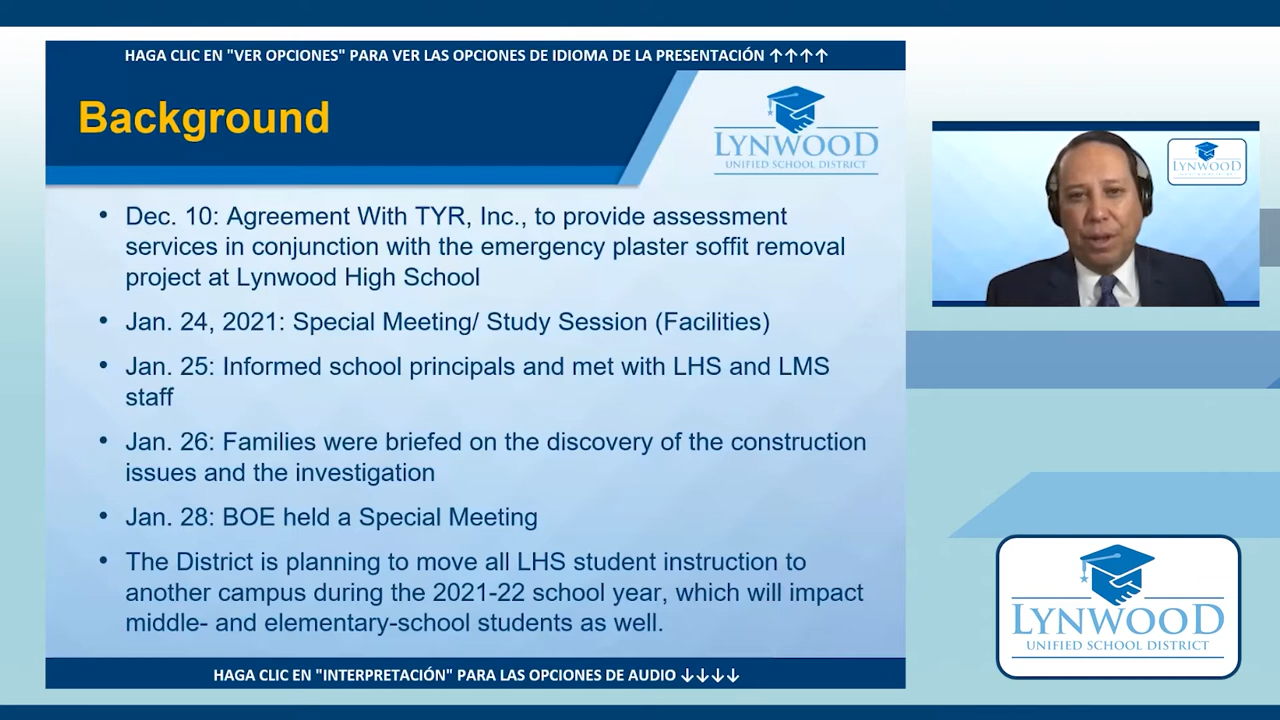 HAGA CLIC EN "VER OPCIONES" PARA VER LAS OPCIONES DE IDIOMA DE LA PRESENTACIÓN ↑↑↑↑
Background
LYNWOOD
UNIFIED SCHOOL DISTRICT
• Dec. 10: Agreement With TYR, Inc., to provide assessment
services in conjunction with the emergency plaster soffit removal
project at Lynwood High School
• Jan. 24, 2021: Special Meeting/ Study Session (Facilities)
• Jan. 25: Informed school principals and met with LHS and LMS
staff
• Jan. 26: Families were briefed on the discovery of the construction
issues and the investigation
• Jan. 28: BOE held a Special Meeting
• The District is planning to move all LHS student instruction to
another campus during the 2021-22 school year, which will impact
middle- and elementary-school students as well.
HAGA CLIC EN "INTERPRETACIÓN" PARA LAS OPCIONES DE AUDIO ↓↓↓↓
LYNWOOD
LYNWOOD
UNIFIED SCHOOL DISTRICT